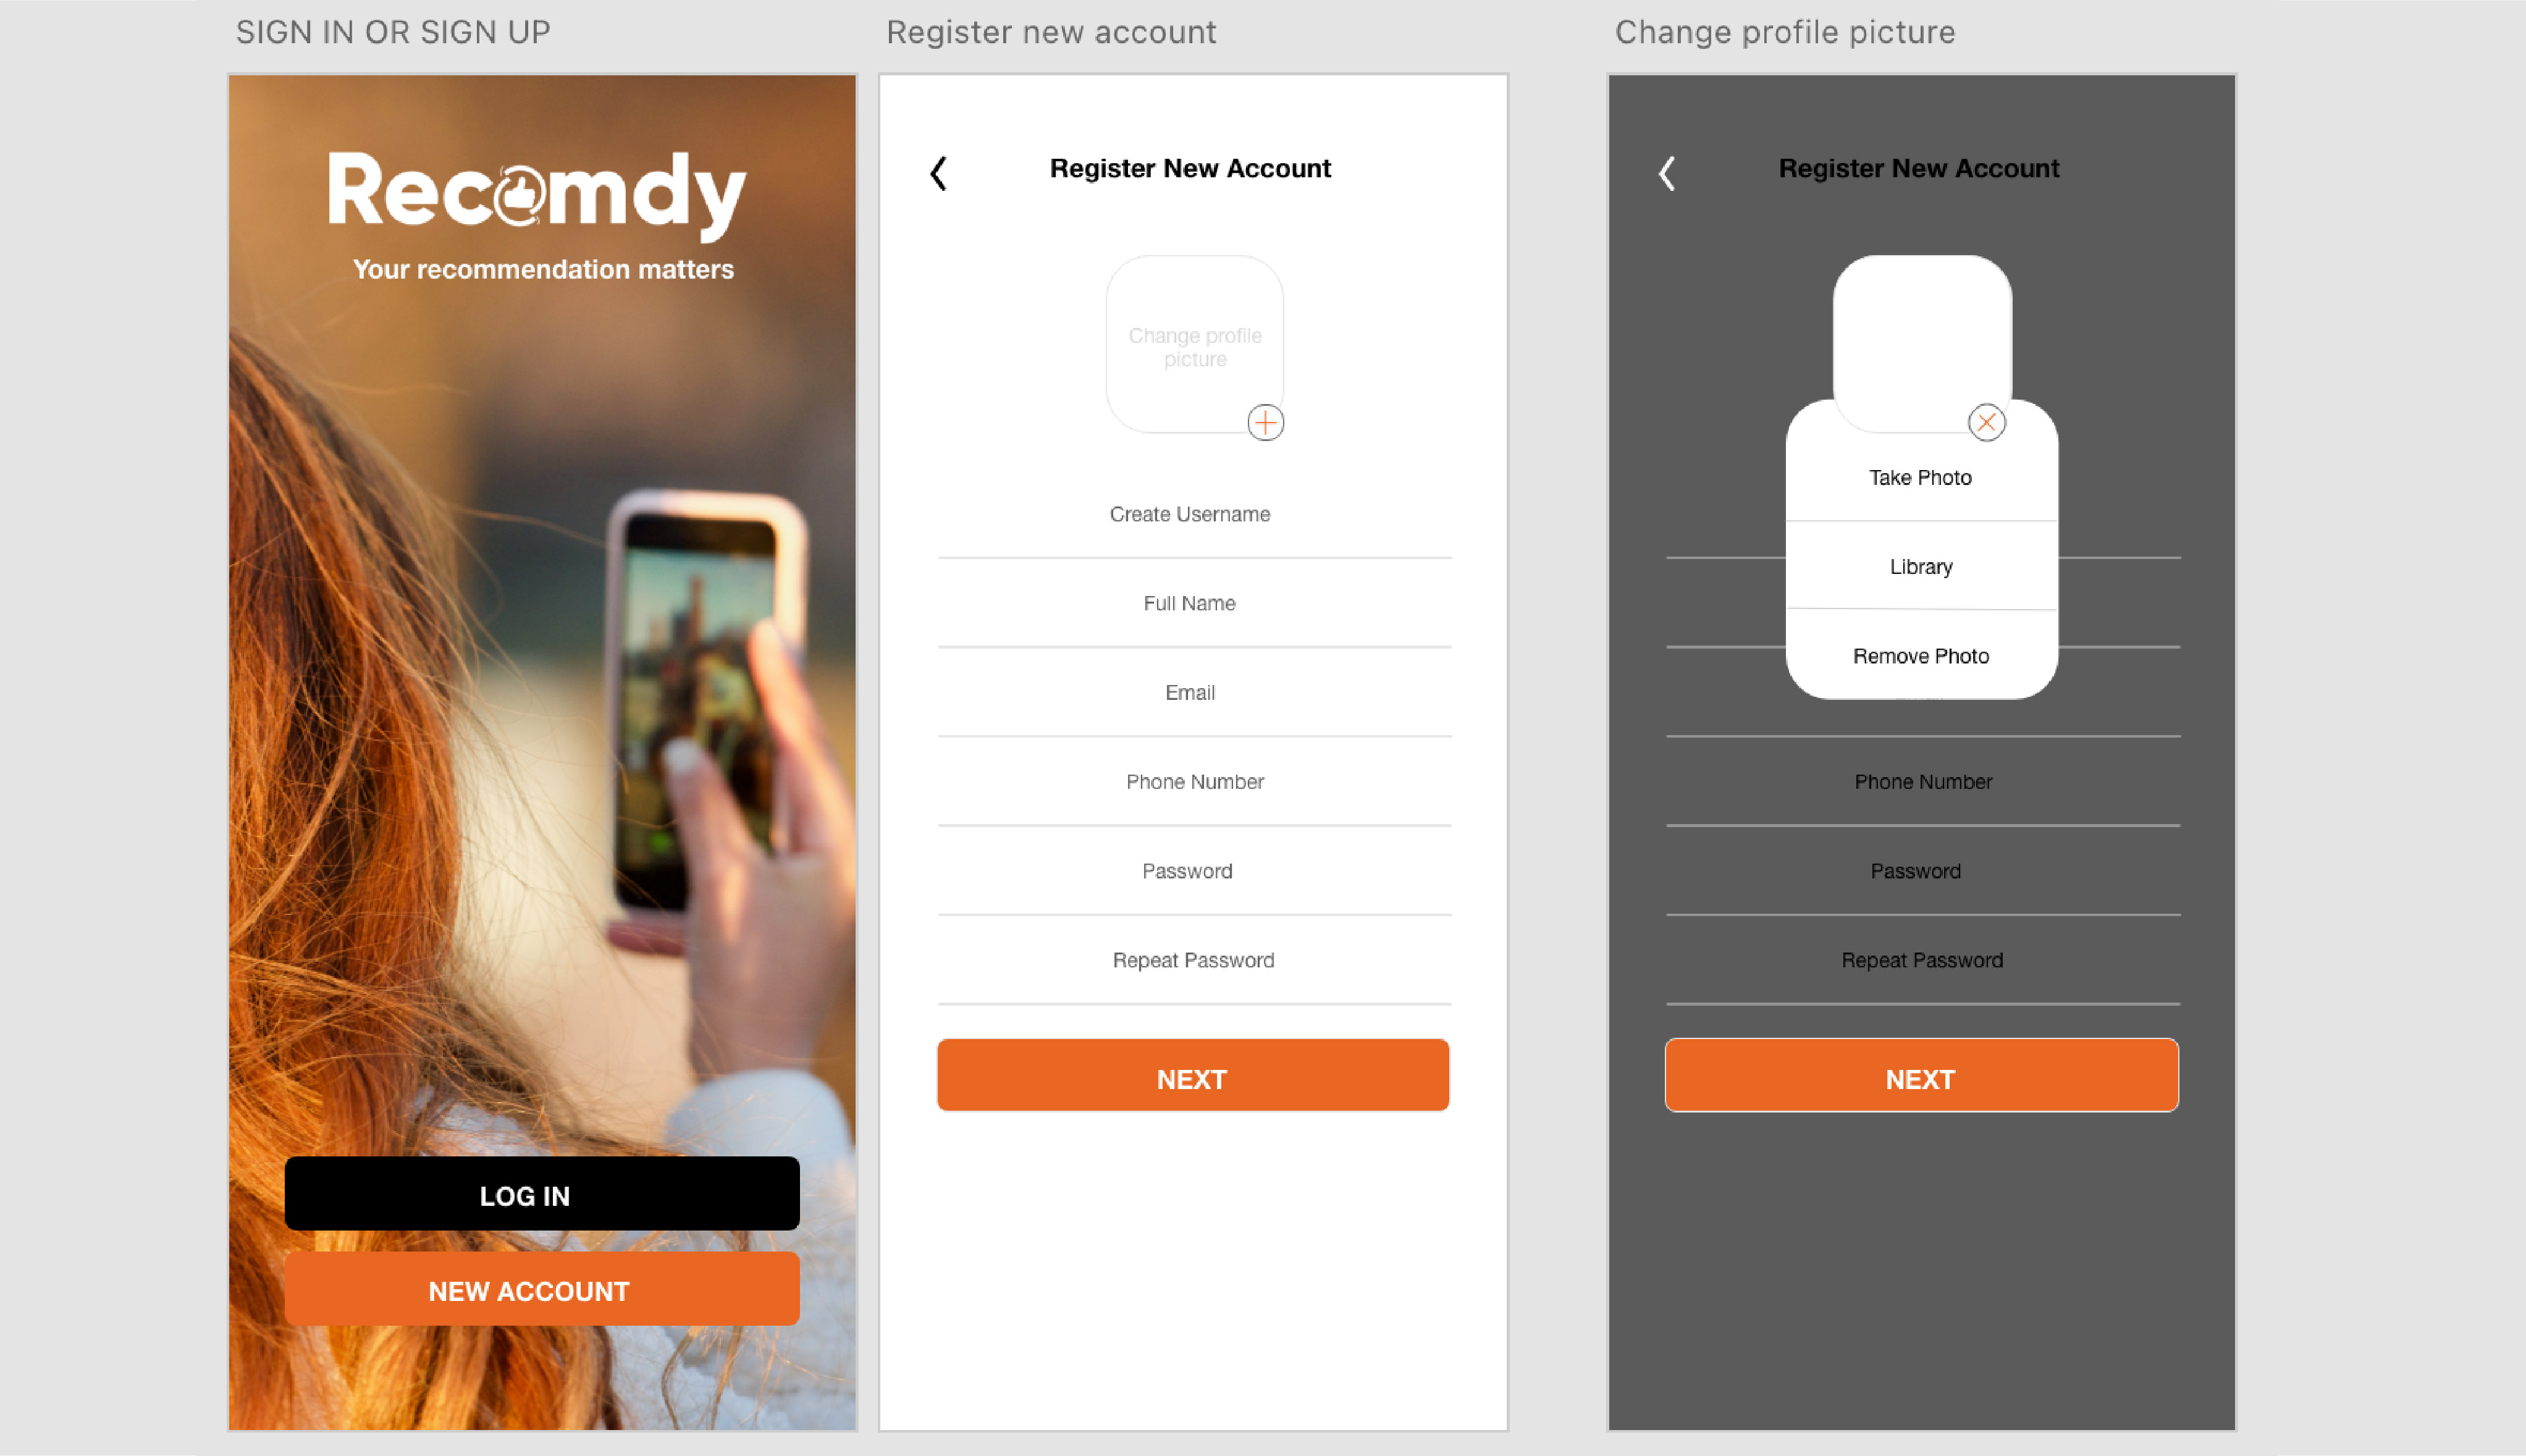 SIGN IN OR SIGN UP
Recomdy
Your recommendation matters
LOG IN
NEW ACCOUNT
Register new account
Register New Account
Change profile
picture
Create Username
Full Name
Email
Phone Number
Password
Repeat Password
NEXT
Change profile picture
Register New Account
Take Photo
Library
Remove Photo
Phone Number
Password
Repeat Password
NEXT